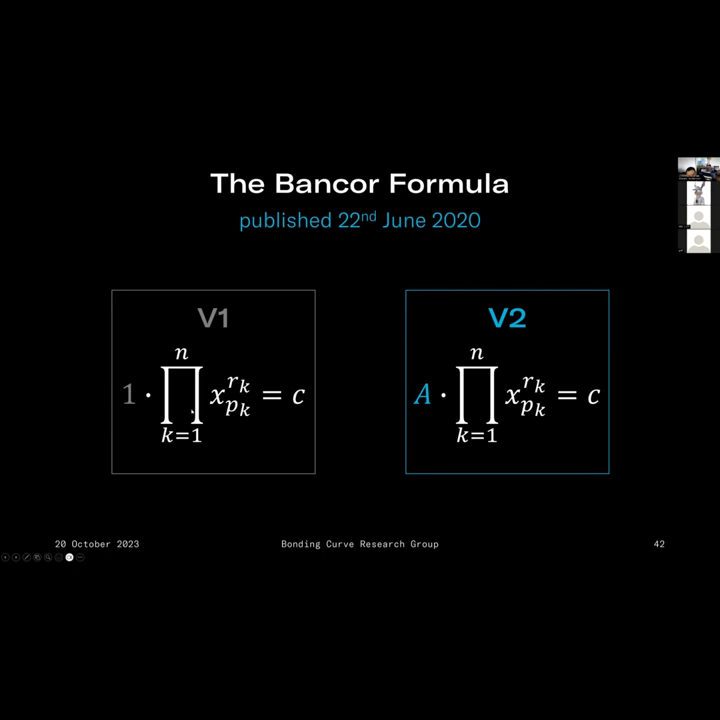 The Bancor Formula
published 22nd June 2020
V1
V2
n
1 · ∏ x_{p_k}^{r_k} = c
k=1
n
A · ∏ x_{p_k}^{r_k} = c
k=1
20 October 2023
Bonding Curve Research Group
42